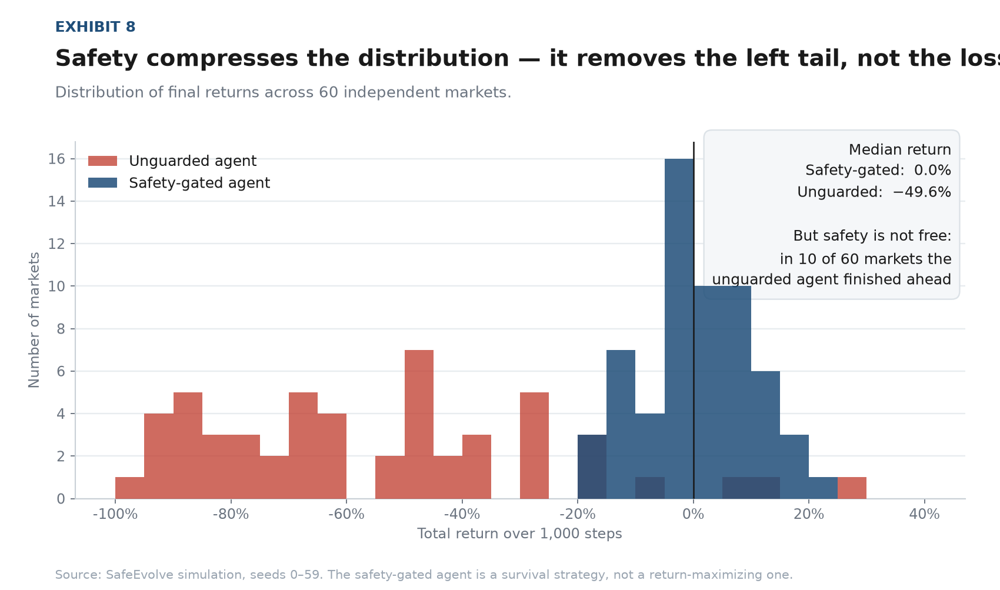 EXHIBIT 8
Safety compresses the distribution — it removes the left tail, not the
Distribution of final returns across 60 independent markets.
Unguarded agent
Safety-gated agent
Median return
Safety-gated:  0.0%
Unguarded:  −49.6%
But safety is not free:
in 10 of 60 markets the
unguarded agent finished ahead
Number of markets
16
14
12
10
8
6
4
2
0
-100%
-80%
-60%
-40%
-20%
0%
20%
40%
Total return over 1,000 steps
Source: SafeEvolve simulation, seeds 0–59. The safety-gated agent is a survival strategy, not a return-maximizing one.